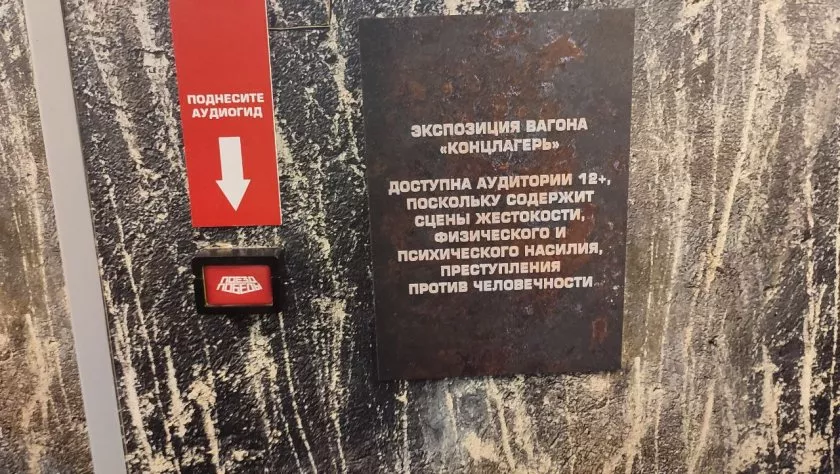 ПОДНЕСИТЕ
АУДИОГИД
ПОЕЗД
ПОБЕДЫ
ЭКСПОЗИЦИЯ ВАГОНА
«КОНЦЛАГЕРЬ»
ДОСТУПНА АУДИТОРИИ 12+,
ПОСКОЛЬКУ СОДЕРЖИТ
СЦЕНЫ ЖЕСТОКОСТИ,
ФИЗИЧЕСКОГО И
ПСИХИЧЕСКОГО НАСИЛИЯ,
ПРЕСТУПЛЕНИЯ
ПРОТИВ ЧЕЛОВЕЧНОСТИ